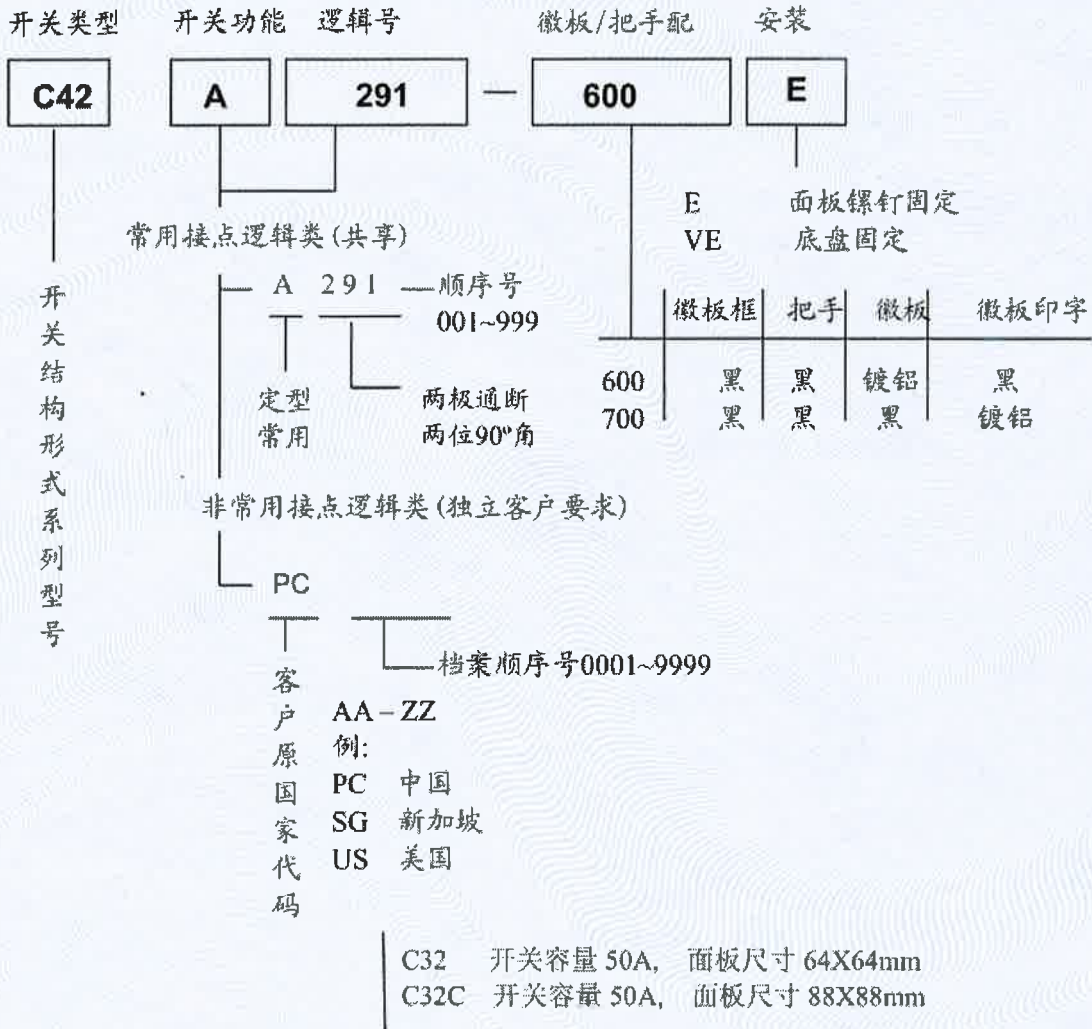 开关类型 开关功能 逻辑号 徽板/把手配 安装
C42 A 291 — 600 E
E 面板镙钉固定
VE 底盘固定
常用接点逻辑类(共享)
A 291 顺序号
001~999
定型
常用
两极通断
两位90°角
徽板框 把手 徽板 徽板印字
600 黑 黑 镀铝 黑
700 黑 黑 黑 镀铝
开关结构形式系列型号
非常用接点逻辑类(独立客户要求)
PC
档案顺序号0001~9999
客户原国家代码
AA – ZZ
例:
PC 中国
SG 新加坡
US 美国
C32 开关容量 50A, 面板尺寸 64X64mm
C32C 开关容量 50A, 面板尺寸 88X88mm